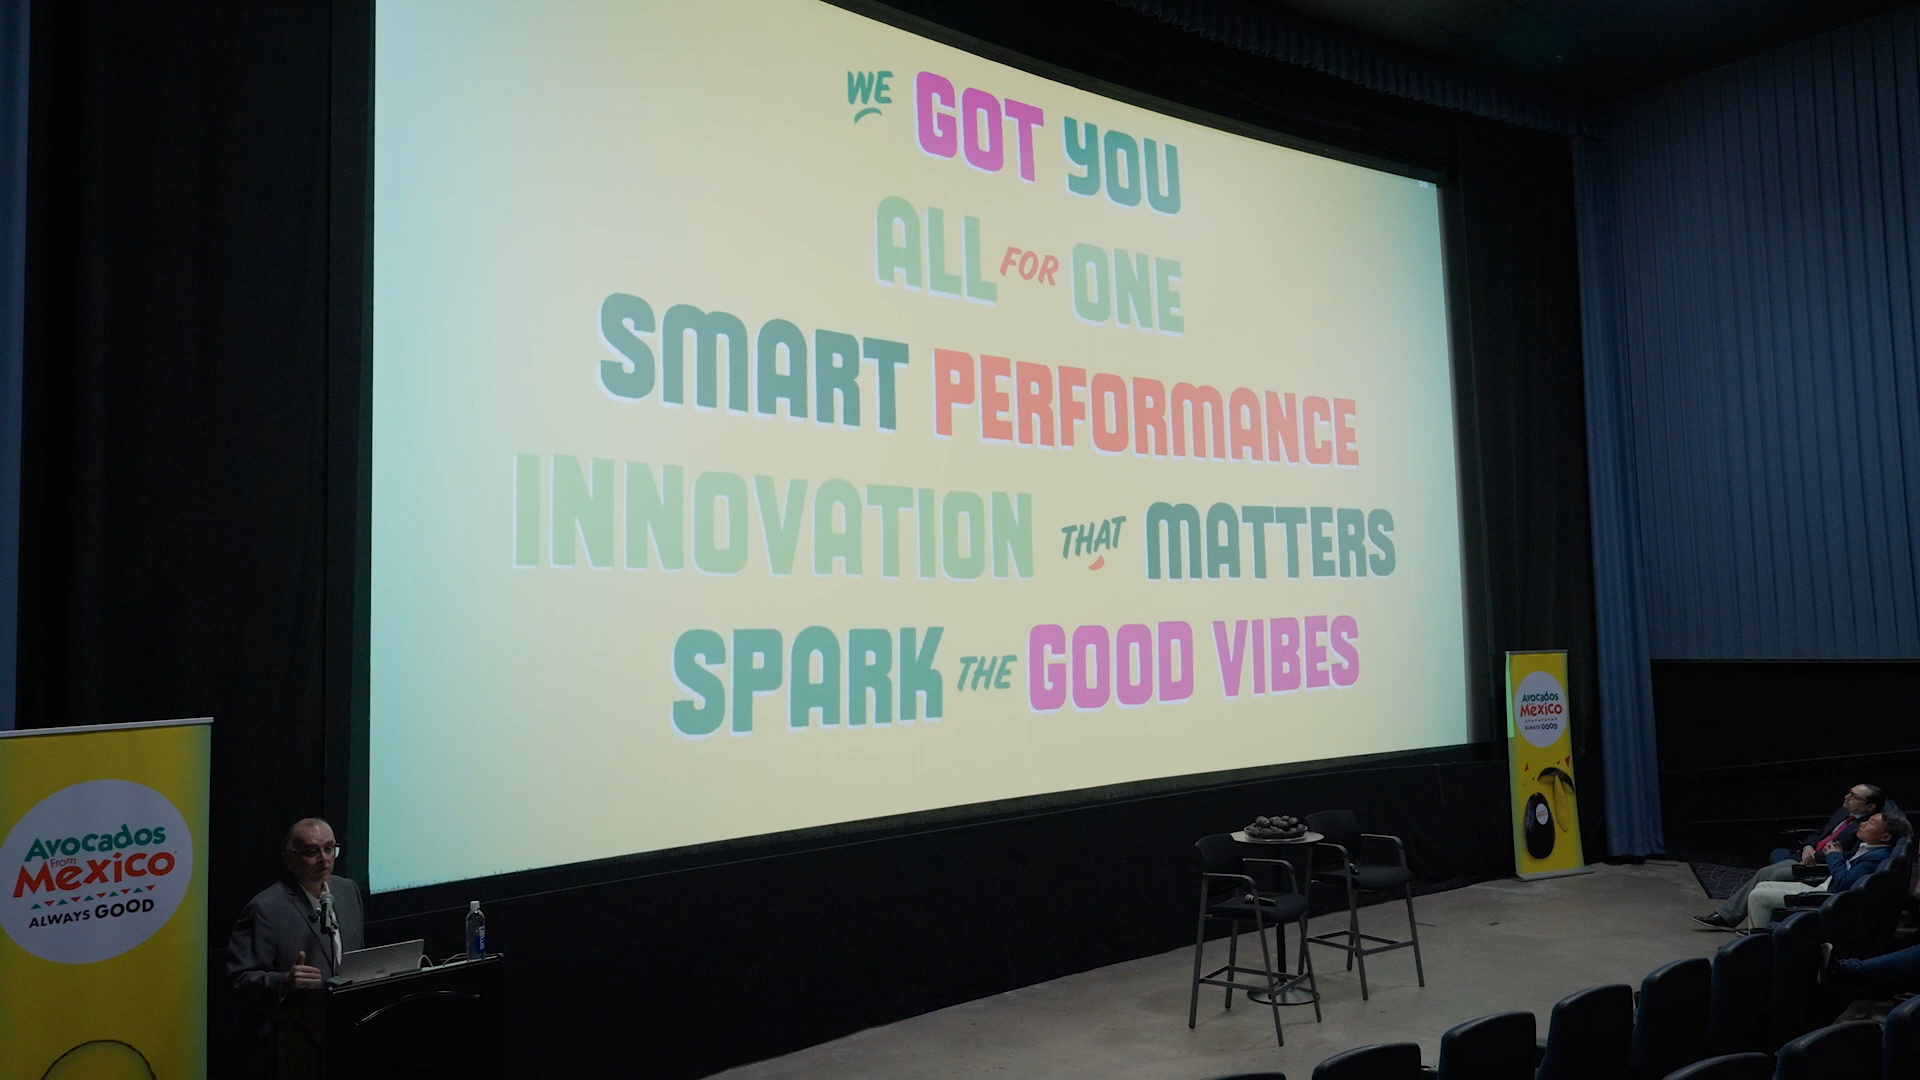 WE GOT YOU
ALL FOR ONE
SMART PERFORMANCE
INNOVATION THAT MATTERS
SPARK THE GOOD VIBES
Avocados
From
Mexico
ALWAYS GOOD
Avocados
From
Mexico
ALWAYS GOOD
smart